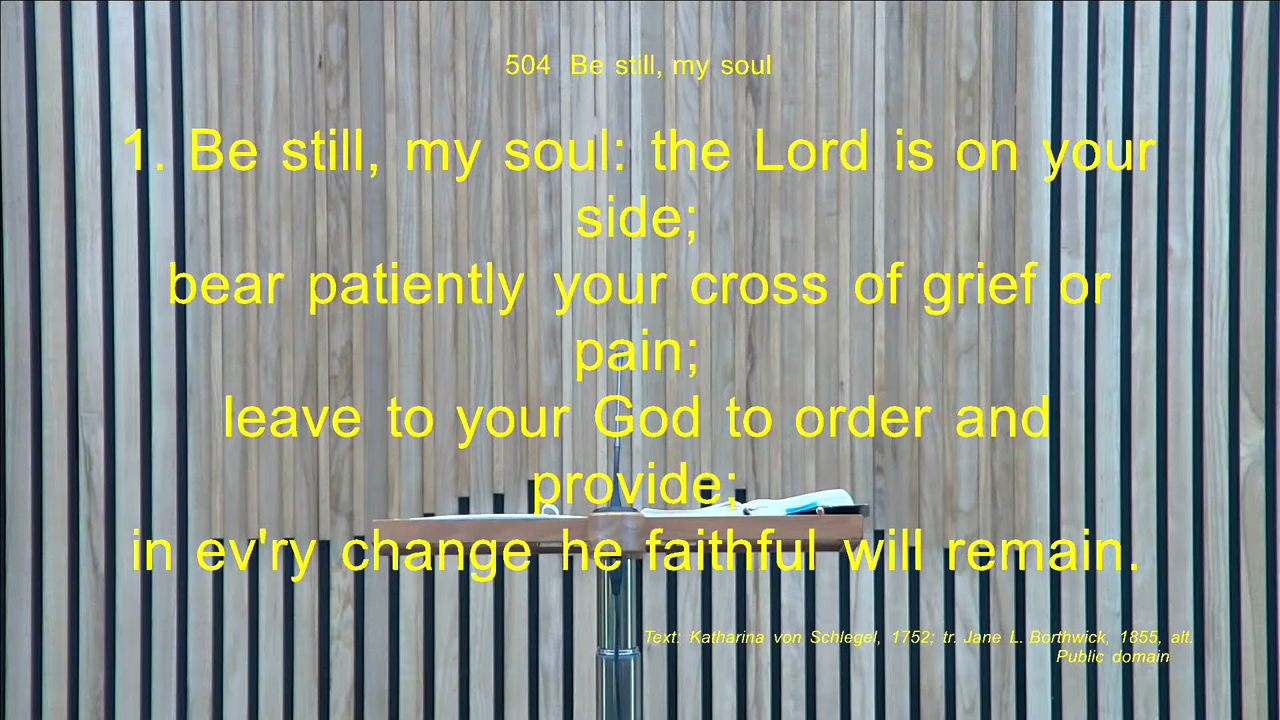 504 Be still, my soul
1. Be still, my soul: the Lord is on your
side;
bear patiently your cross of grief or
pain;
leave to your God to order and
provide;
in ev'ry change he faithful will remain.
Text: Katharina von Schlegel, 1752; tr. Jane L. Borthwick, 1855, alt.
Public domain